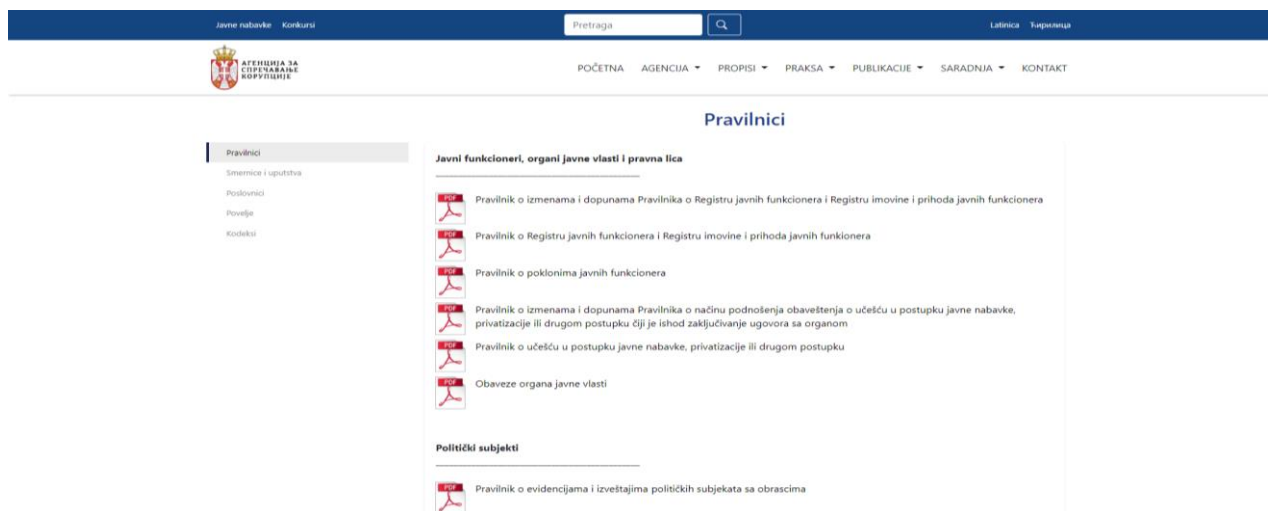 Javne nabavke Konkursi
Pretraga
Latinica Ћирилица
АГЕНЦИЈА ЗА
СПРЕЧАВАЊЕ
КОРУПЦИЈЕ
POČETNA AGENCIJA PROPISI PRAKSA PUBLIKACIJE SARADNJA KONTAKT
Pravilnici
Pravilnici
Smernice i uputstva
Poslovnici
Povelje
Kodeksi
Javni funkcioneri, organi javne vlasti i pravna lica
PDF Pravilnik o izmenama i dopunama Pravilnika o Registru javnih funkcionera i Registru imovine i prihoda javnih funkcionera
PDF Pravilnik o Registru javnih funkcionera i Registru imovine i prihoda javnih funkionera
PDF Pravilnik o poklonima javnih funkcionera
PDF Pravilnik o izmenama i dopunama Pravilnika o načinu podnošenja obaveštenja o učešću u postupku javne nabavke,
privatizacije ili drugom postupku čiji je ishod zaključivanje ugovora sa organom
PDF Pravilnik o učešću u postupku javne nabavke, privatizacije ili drugom postupku
PDF Obaveze organa javne vlasti
Politički subjekti
PDF Pravilnik o evidencijama i izveštajima političkih subjekata sa obrascima